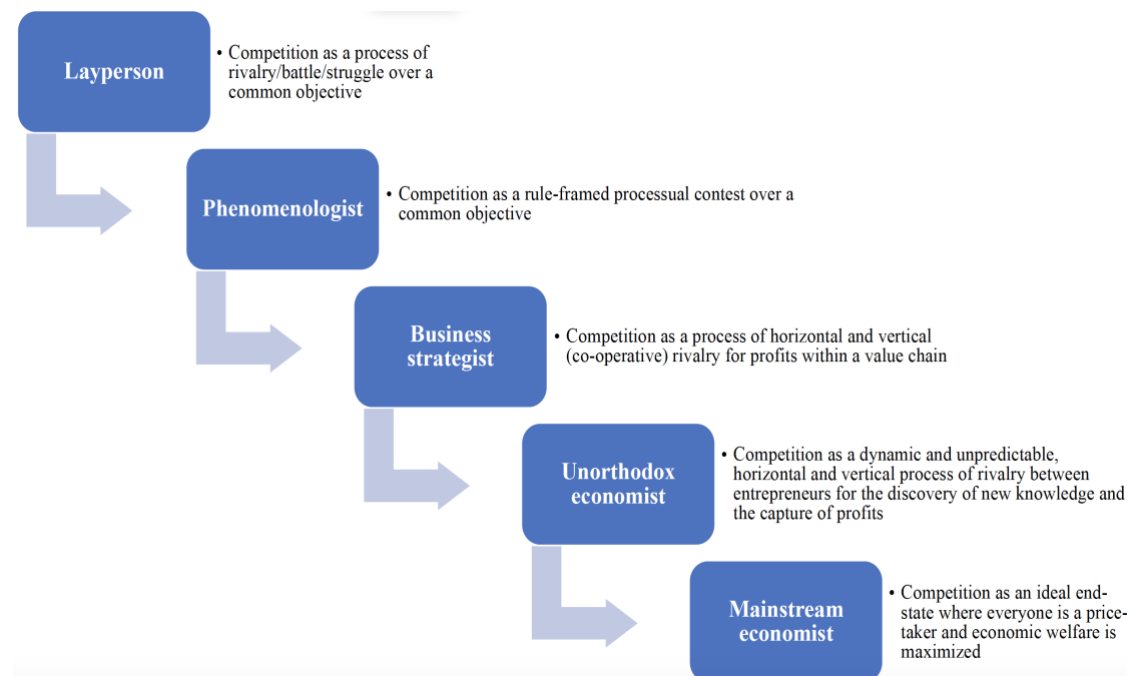 Layperson
• Competition as a process of
rivalry/battle/struggle over a
common objective
Phenomenologist
• Competition as a rule-framed processual contest over a
common objective
Business
strategist
• Competition as a process of horizontal and vertical
(co-operative) rivalry for profits within a value chain
Unorthodox
economist
• Competition as a dynamic and unpredictable,
horizontal and vertical process of rivalry between
entrepreneurs for the discovery of new knowledge and
the capture of profits
Mainstream
economist
• Competition as an ideal end-
state where everyone is a price-
taker and economic welfare is
maximized